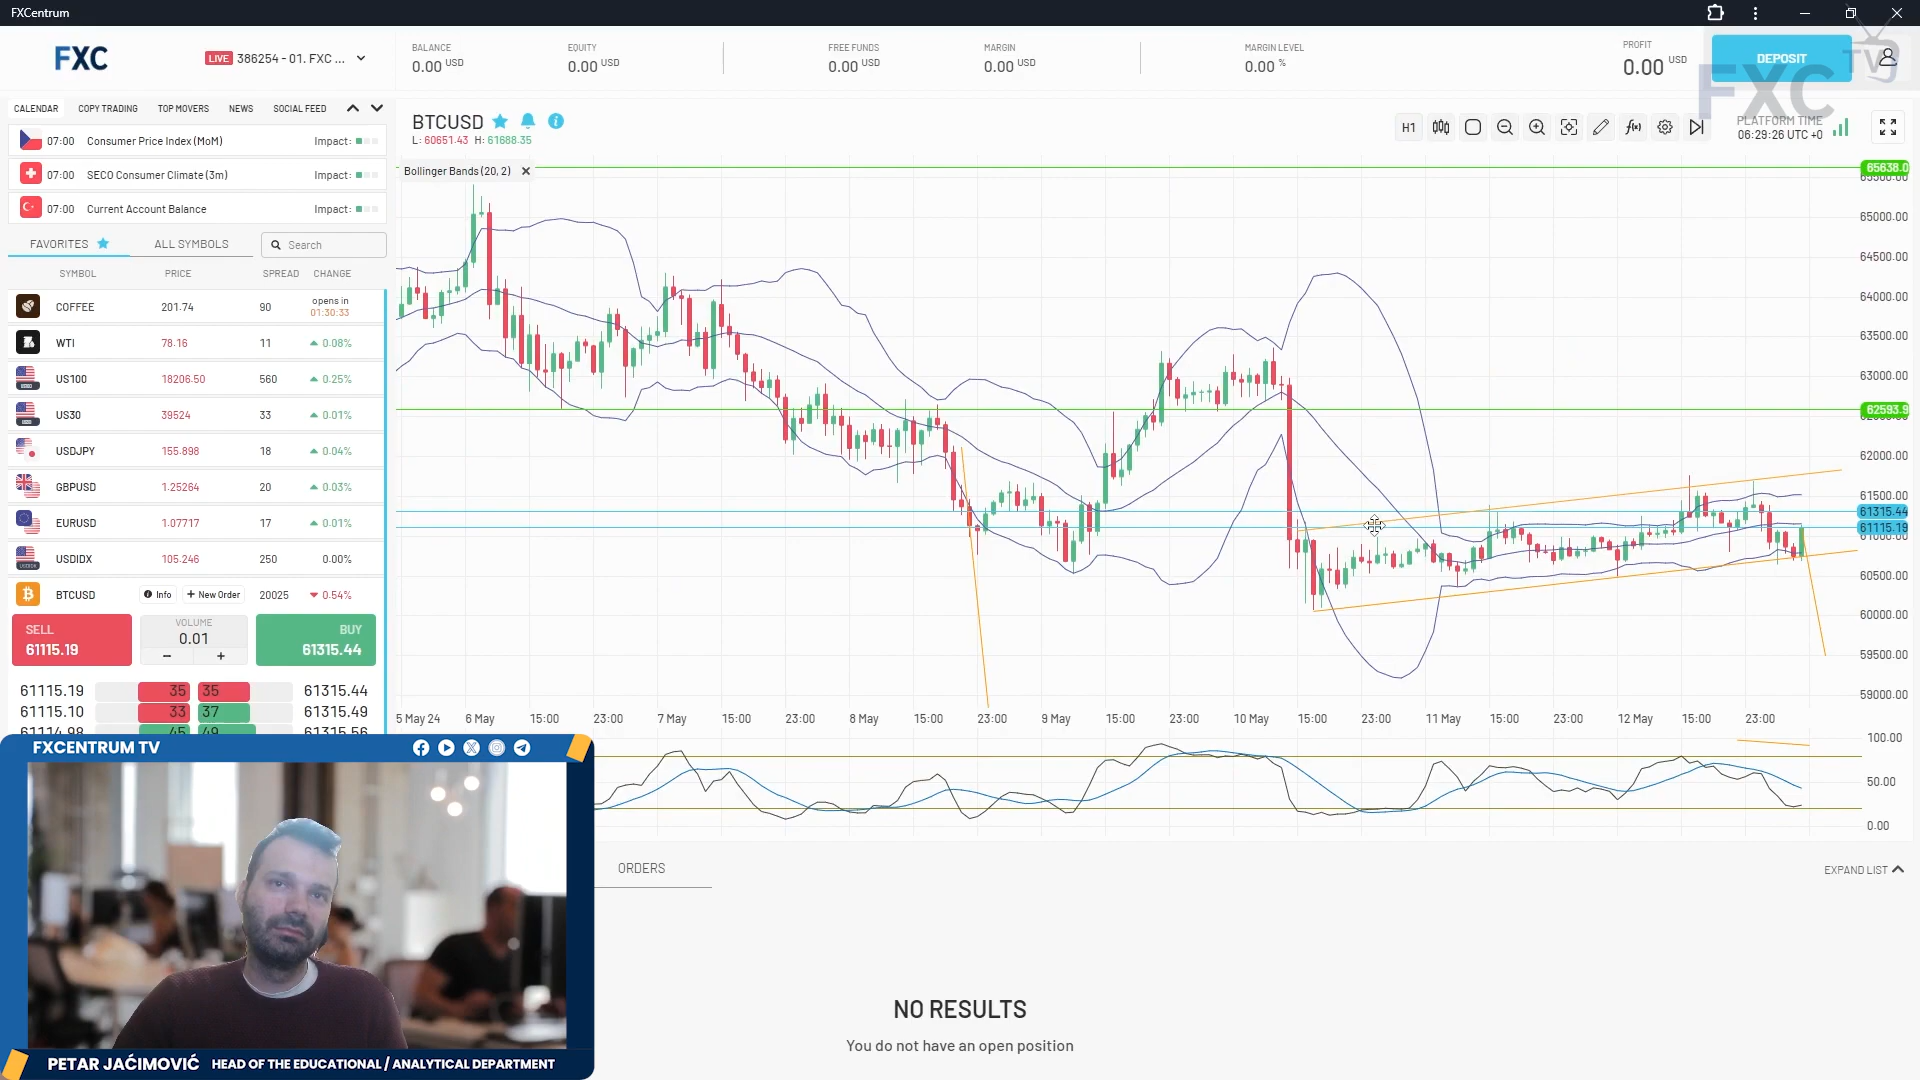 FXCentrum
FXC
LIVE 386254 - 01. FXC ...
BALANCE
0.00 USD
EQUITY
0.00 USD
FREE FUNDS
0.00 USD
MARGIN
0.00 USD
MARGIN LEVEL
0.00 %
PROFIT
0.00 USD
DEPOSIT
FXC TV
CALENDAR COPY TRADING TOP MOVERS NEWS SOCIAL FEED
07:00 Consumer Price Index (MoM) Impact:
07:00 SECO Consumer Climate (3m) Impact:
07:00 Current Account Balance Impact:
FAVORITES ALL SYMBOLS Search
SYMBOL PRICE SPREAD CHANGE
COFFEE 201.74 90 opens in 01:30:33
WTI 78.16 11 0.08%
US100 18206.50 560 0.25%
US30 39524 33 0.01%
USDJPY 155.898 18 0.04%
GBPUSD 1.25264 20 0.03%
EURUSD 1.07717 17 0.01%
USDIDX 105.246 250 0.00%
BTCUSD Info + New Order 20025 0.54%
SELL
61115.19
VOLUME
0.01
− +
BUY
61315.44
61115.19 35 35 61315.44
61115.10 33 37 61315.49
61114.98 45 49 61315.56
BTCUSD
L: 60651.43 H: 61688.35
H1
PLATFORM TIME
06:29:26 UTC +0
Bollinger Bands (20, 2) ×
65638.0
65500.00
65000.00
64500.00
64000.00
63500.00
63000.00
62593.9
62000.00
61500.00
61315.44
61115.19
61000.00
60500.00
60000.00
59500.00
59000.00
5 May 24 6 May 15:00 23:00 7 May 15:00 23:00 8 May 15:00 23:00 9 May 15:00 23:00 10 May 15:00 23:00 11 May 15:00 23:00 12 May 15:00 23:00
100.00
50.00
0.00
ORDERS
EXPAND LIST
NO RESULTS
You do not have an open position
FXCENTRUM TV
PETAR JAĆIMOVIĆ HEAD OF THE EDUCATIONAL / ANALYTICAL DEPARTMENT